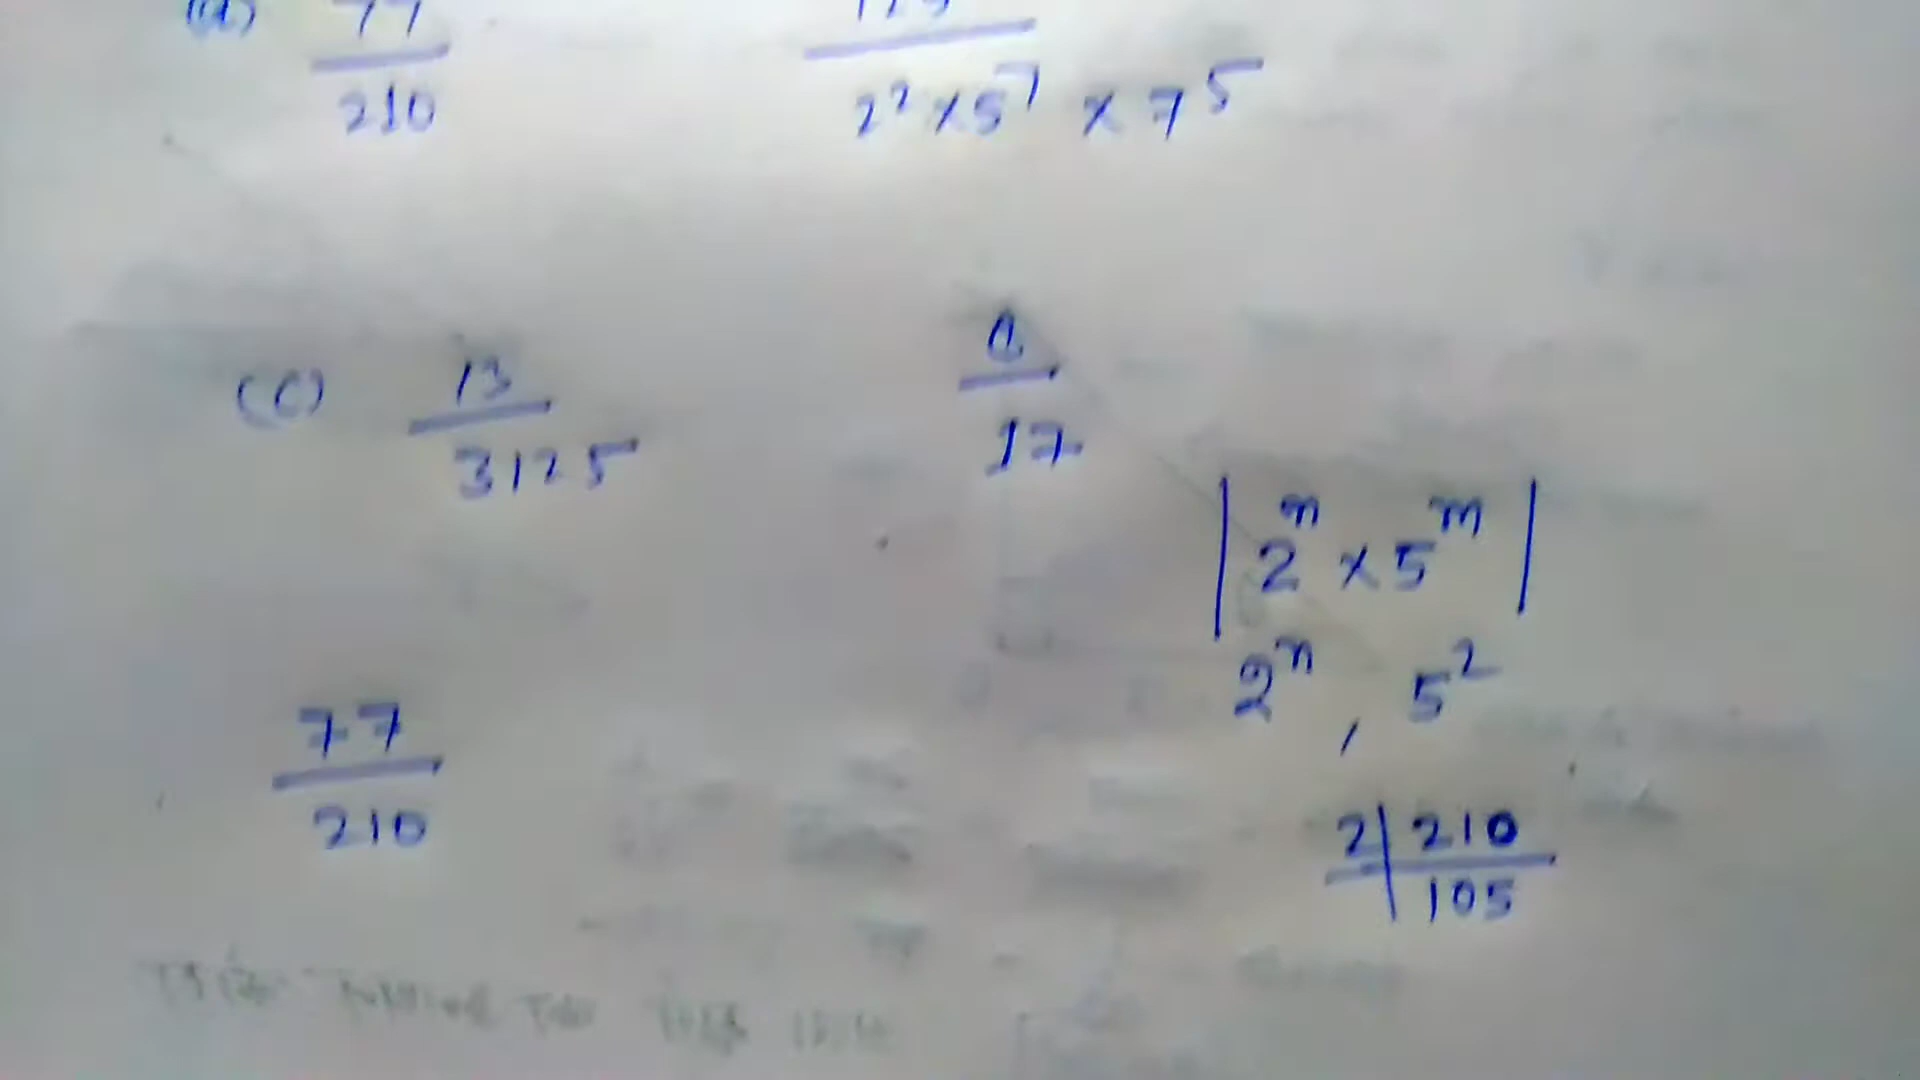 77
210
2² × 5⁷ × 7⁵
(C) 13
3125
17
2ⁿ × 5ᵐ
2ⁿ , 5²
77
210
2 | 210
105